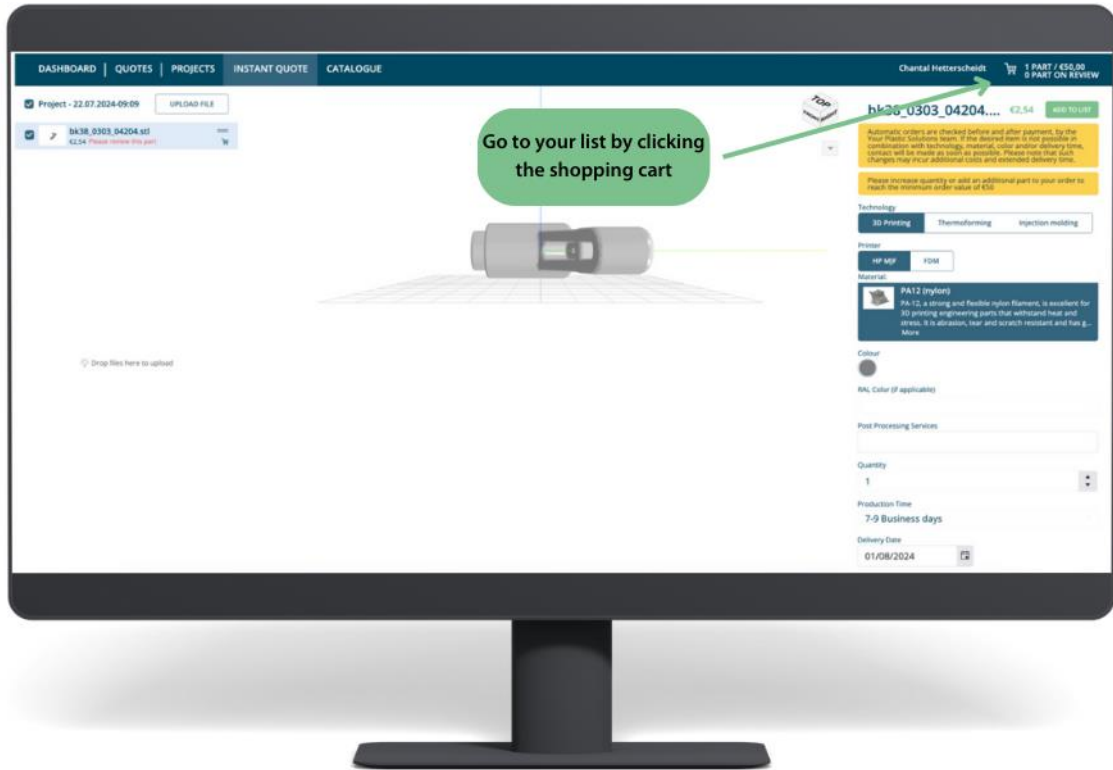 DASHBOARD | QUOTES | PROJECTS INSTANT QUOTE CATALOGUE
Chantal Hetterscheidt
1 PART / €50,00
0 PART ON REVIEW
Project - 22.07.2024-09:09
UPLOAD FILE
bk38_0303_04204.stl
€2,54 Please review this part
Drop files here to upload
TOP
Go to your list by clicking
the shopping cart
bk38_0303_04204.... €2,54 ADD TO LIST
Automatic orders are checked before and after payment, by the
Your Plastic Solutions team. If the desired item is not possible in
combination with technology, material, color and/or delivery time,
contact will be made as soon as possible. Please note that such
changes may incur additional costs and extended delivery time.
Please increase quantity or add an additional part to your order to
reach the minimum order value of €50
Technology
3D Printing Thermoforming Injection molding
Printer
HP MJF FDM
Material:
PA12 (nylon)
PA-12, a strong and flexible nylon filament, is excellent for
3D printing engineering parts that withstand heat and
stress. It is abrasion, tear and scratch resistant and has g...
More
Colour
RAL Color (if applicable)
Post Processing Services
Quantity
1
Production Time
7-9 Business days
Delivery Date
01/08/2024